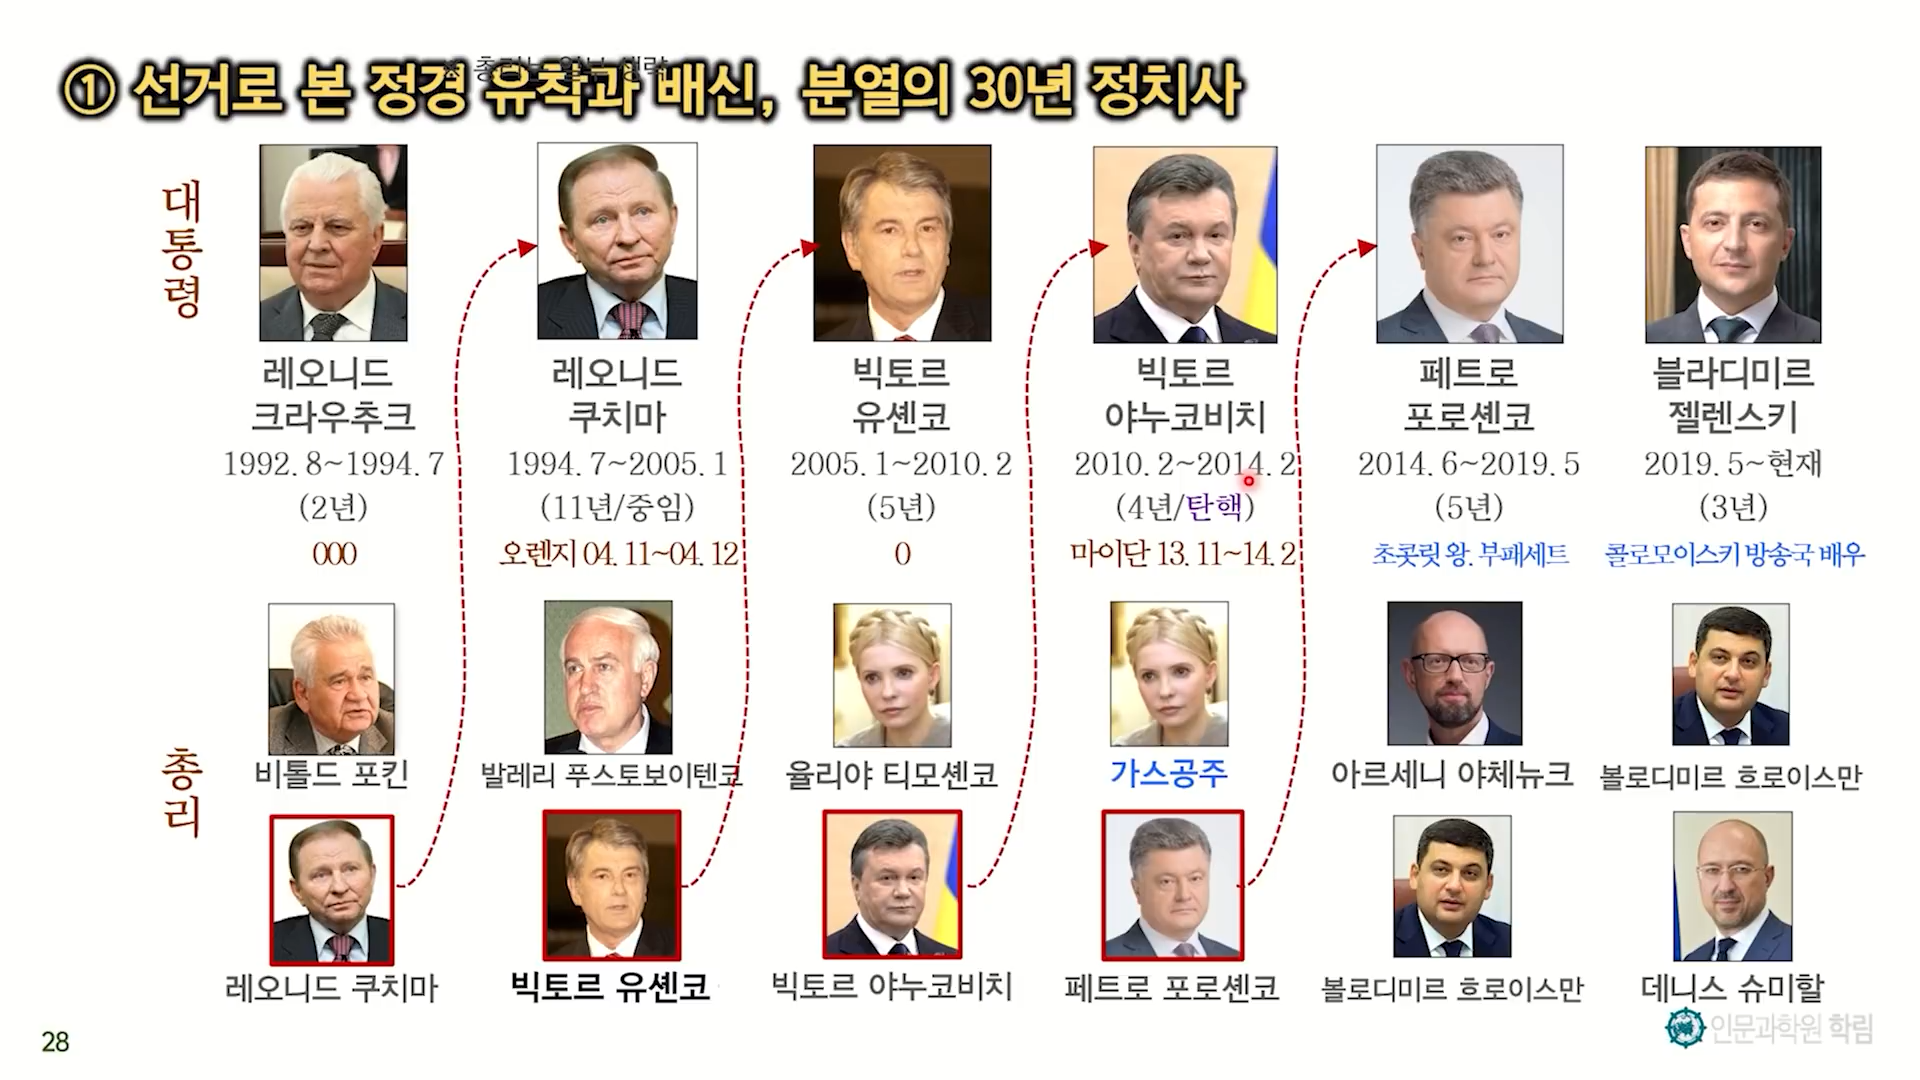 ① 선거로 본 정경 유착과 배신, 분열의 30년 정치사
※ 총리는 일부 생략
대통령
레오니드
크라우추크
1992. 8~1994. 7
(2년)
000
레오니드
쿠치마
1994. 7~2005. 1
(11년/중임)
오렌지 04. 11~04. 12
빅토르
유셴코
2005. 1~2010. 2
(5년)
0
빅토르
야누코비치
2010. 2~2014. 2
(4년/탄핵)
마이단 13. 11~14. 2
페트로
포로셴코
2014. 6~2019. 5
(5년)
초콧릿 왕. 부패세트
블라디미르
젤렌스키
2019. 5~현재
(3년)
콜로모이스키 방송국 배우
총리
비톨드 포킨
발레리 푸스토보이텐코
율리야 티모셴코
가스공주
아르세니 야체뉴크
볼로디미르 흐로이스만
레오니드 쿠치마
빅토르 유셴코
빅토르 야누코비치
페트로 포로셴코
볼로디미르 흐로이스만
데니스 슈미할
인문과학원 학림
28